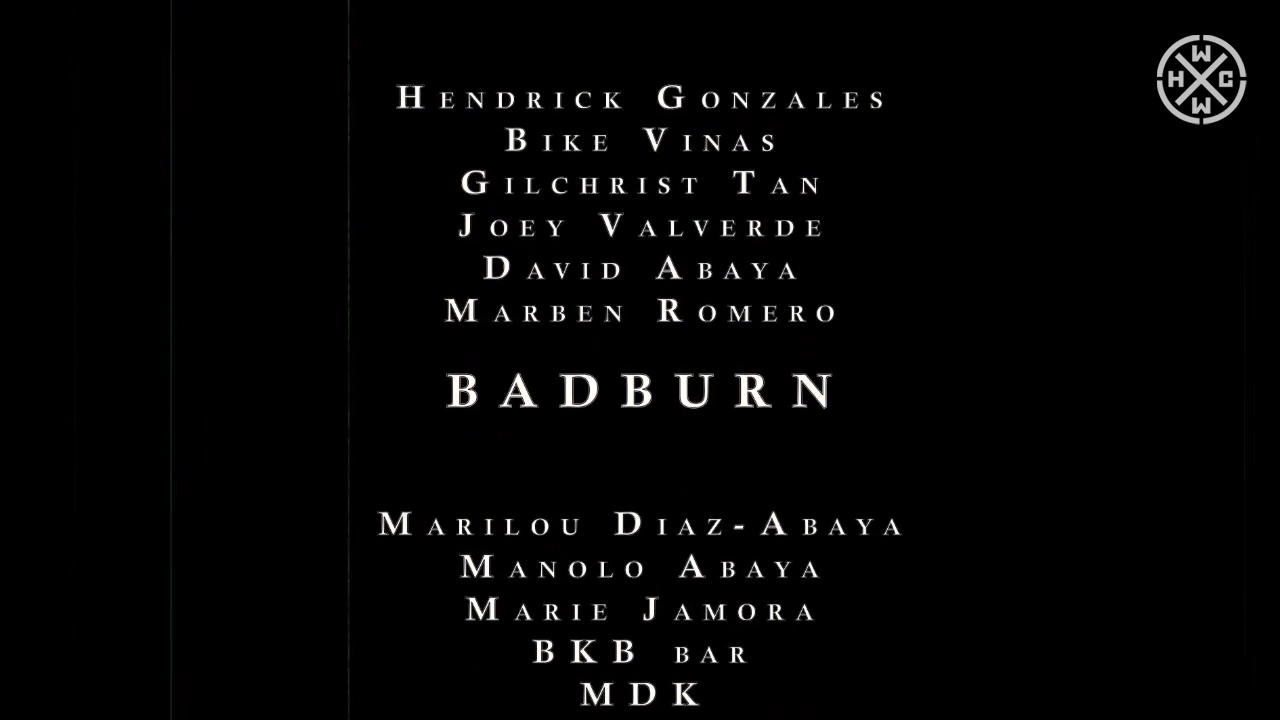 Hendrick Gonzales
Bike Vinas
Gilchrist Tan
Joey Valverde
David Abaya
Marben Romero
BADBURN
Marilou Diaz-Abaya
Manolo Abaya
Marie Jamora
BKB bar
MDK
W
H C
W